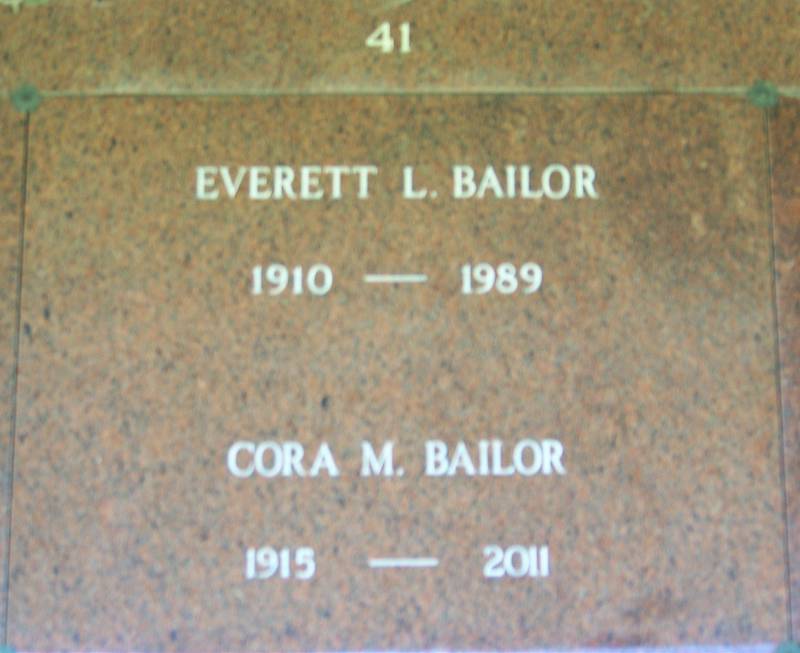 41
EVERETT L. BAILOR
1910 — 1989
CORA M. BAILOR
1915 — 2011